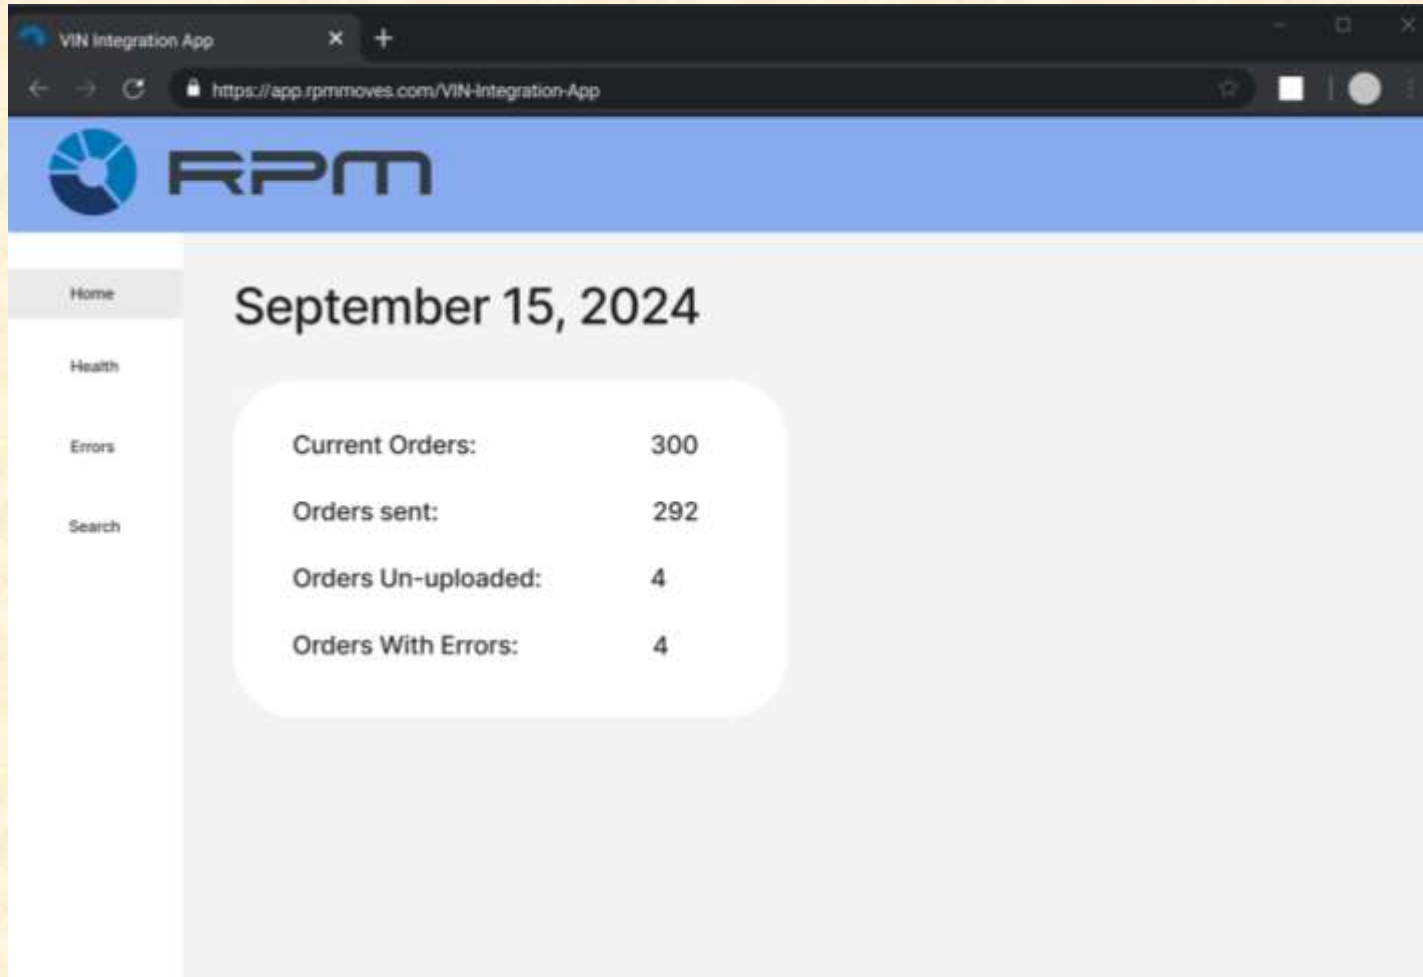 VIN Integration App
https://app.rpmmoves.com/VIN-Integration-App
RPM
Home
Health
Errors
Search
September 15, 2024
Current Orders: 300
Orders sent: 292
Orders Un-uploaded: 4
Orders With Errors: 4